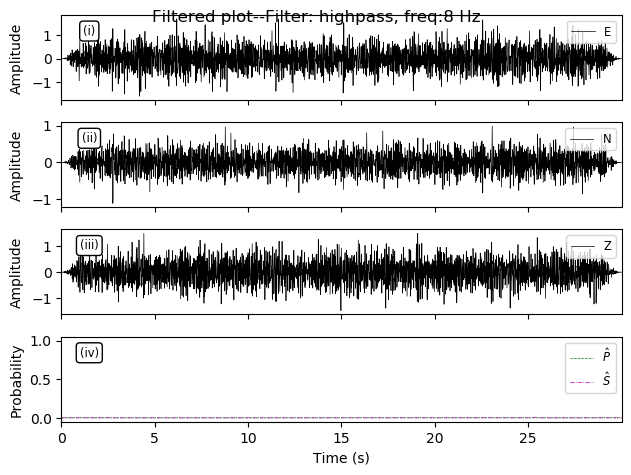 Filtered plot--Filter: highpass, freq:8 Hz
Amplitude
1
0
−1
(i)
E
Amplitude
1
0
−1
(ii)
N
Amplitude
1
0
−1
(iii)
Z
Probability
1.0
0.5
0.0
(iv)
P̂
Ŝ
0 5 10 15 20 25
Time (s)